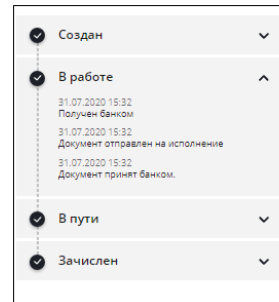 Создан
В работе
31.07.2020 15:32
Получен банком
31.07.2020 15:32
Документ отправлен на исполнение
31.07.2020 15:32
Документ принят банком.
В пути
Зачислен